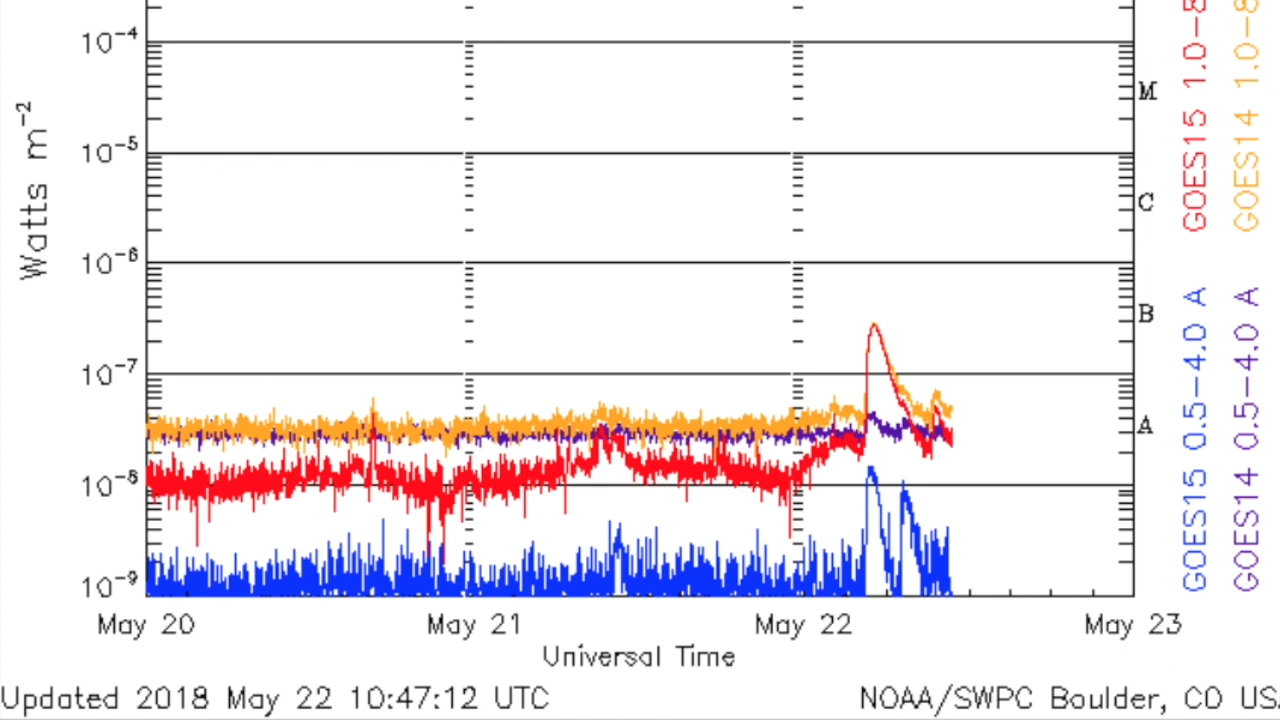 10⁻⁴
M
10⁻⁵
C
10⁻⁶
B
10⁻⁷
A
10⁻⁸
10⁻⁹
Watts m⁻²
May 20 May 21 May 22 May 23
Universal Time
GOES15 0.5-4.0 A GOES15 1.0-8
GOES14 0.5-4.0 A GOES14 1.0-8
Updated 2018 May 22 10:47:12 UTC NOAA/SWPC Boulder, CO US